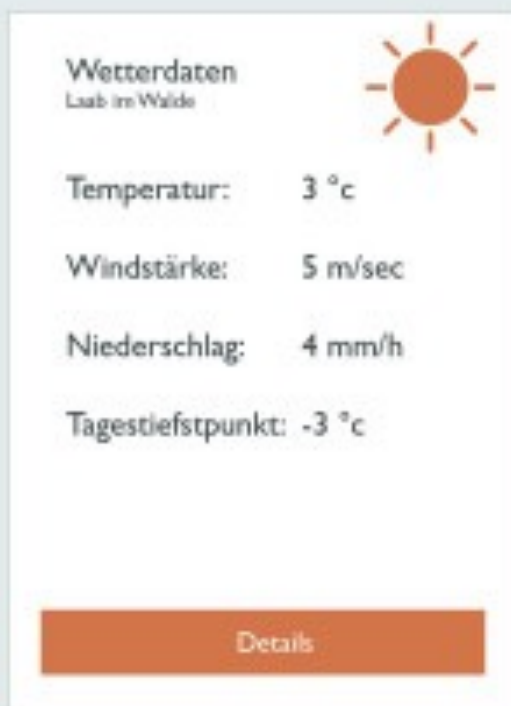 Wetterdaten
Laab im Walde
Temperatur: 3 °c
Windstärke: 5 m/sec
Niederschlag: 4 mm/h
Tagestiefstpunkt: -3 °c
Details